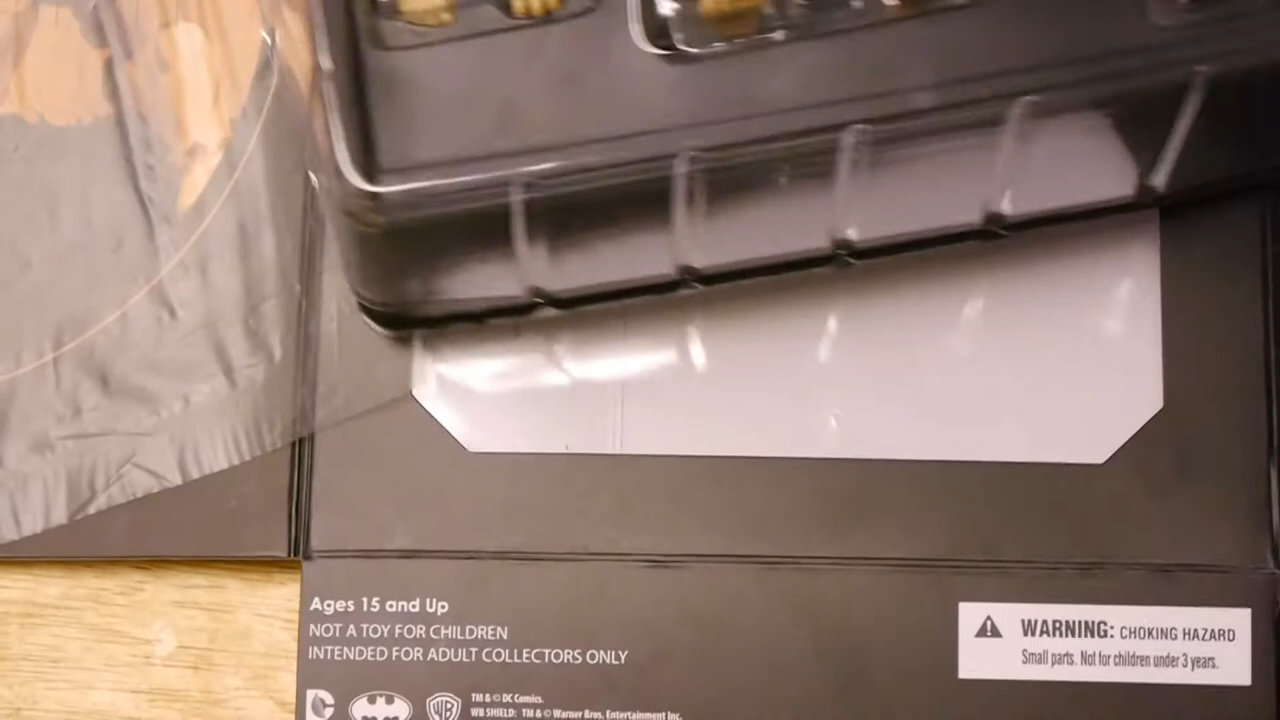 Ages 15 and Up
NOT A TOY FOR CHILDREN
INTENDED FOR ADULT COLLECTORS ONLY
WARNING: CHOKING HAZARD
Small parts. Not for children under 3 years.
TM & © DC Comics.
WB SHIELD: TM & © Warner Bros. Entertainment Inc.